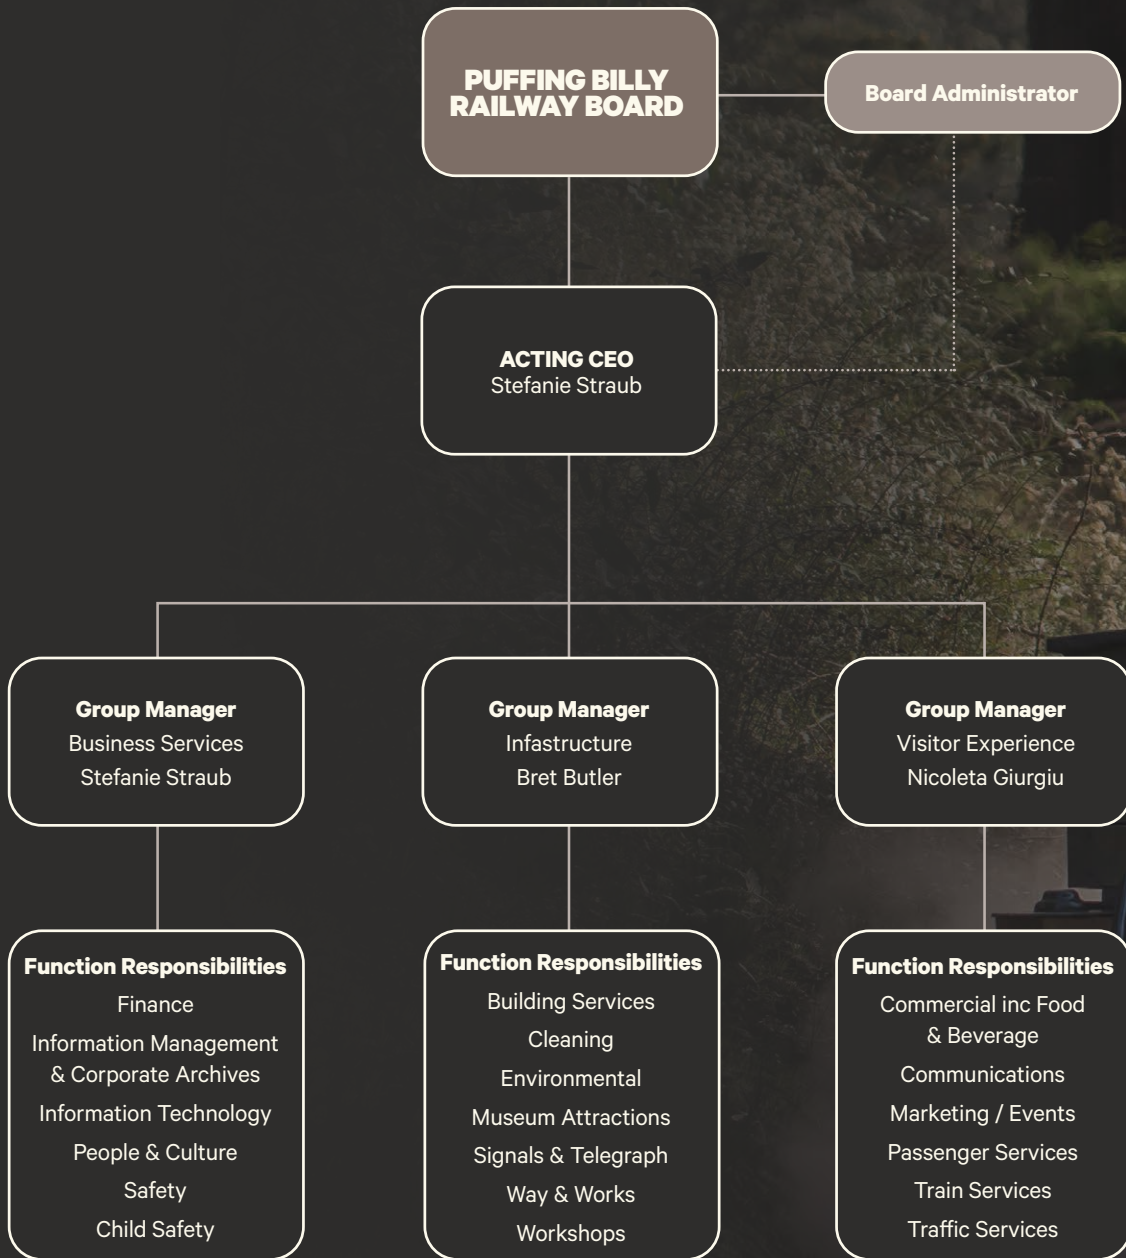 PUFFING BILLY
RAILWAY BOARD
Board Administrator
ACTING CEO
Stefanie Straub
Group Manager
Business Services
Stefanie Straub
Group Manager
Infastructure
Bret Butler
Group Manager
Visitor Experience
Nicoleta Giurgiu
Function Responsibilities
Finance
Information Management
& Corporate Archives
Information Technology
People & Culture
Safety
Child Safety
Function Responsibilities
Building Services
Cleaning
Environmental
Museum Attractions
Signals & Telegraph
Way & Works
Workshops
Function Responsibilities
Commercial inc Food
& Beverage
Communications
Marketing / Events
Passenger Services
Train Services
Traffic Services